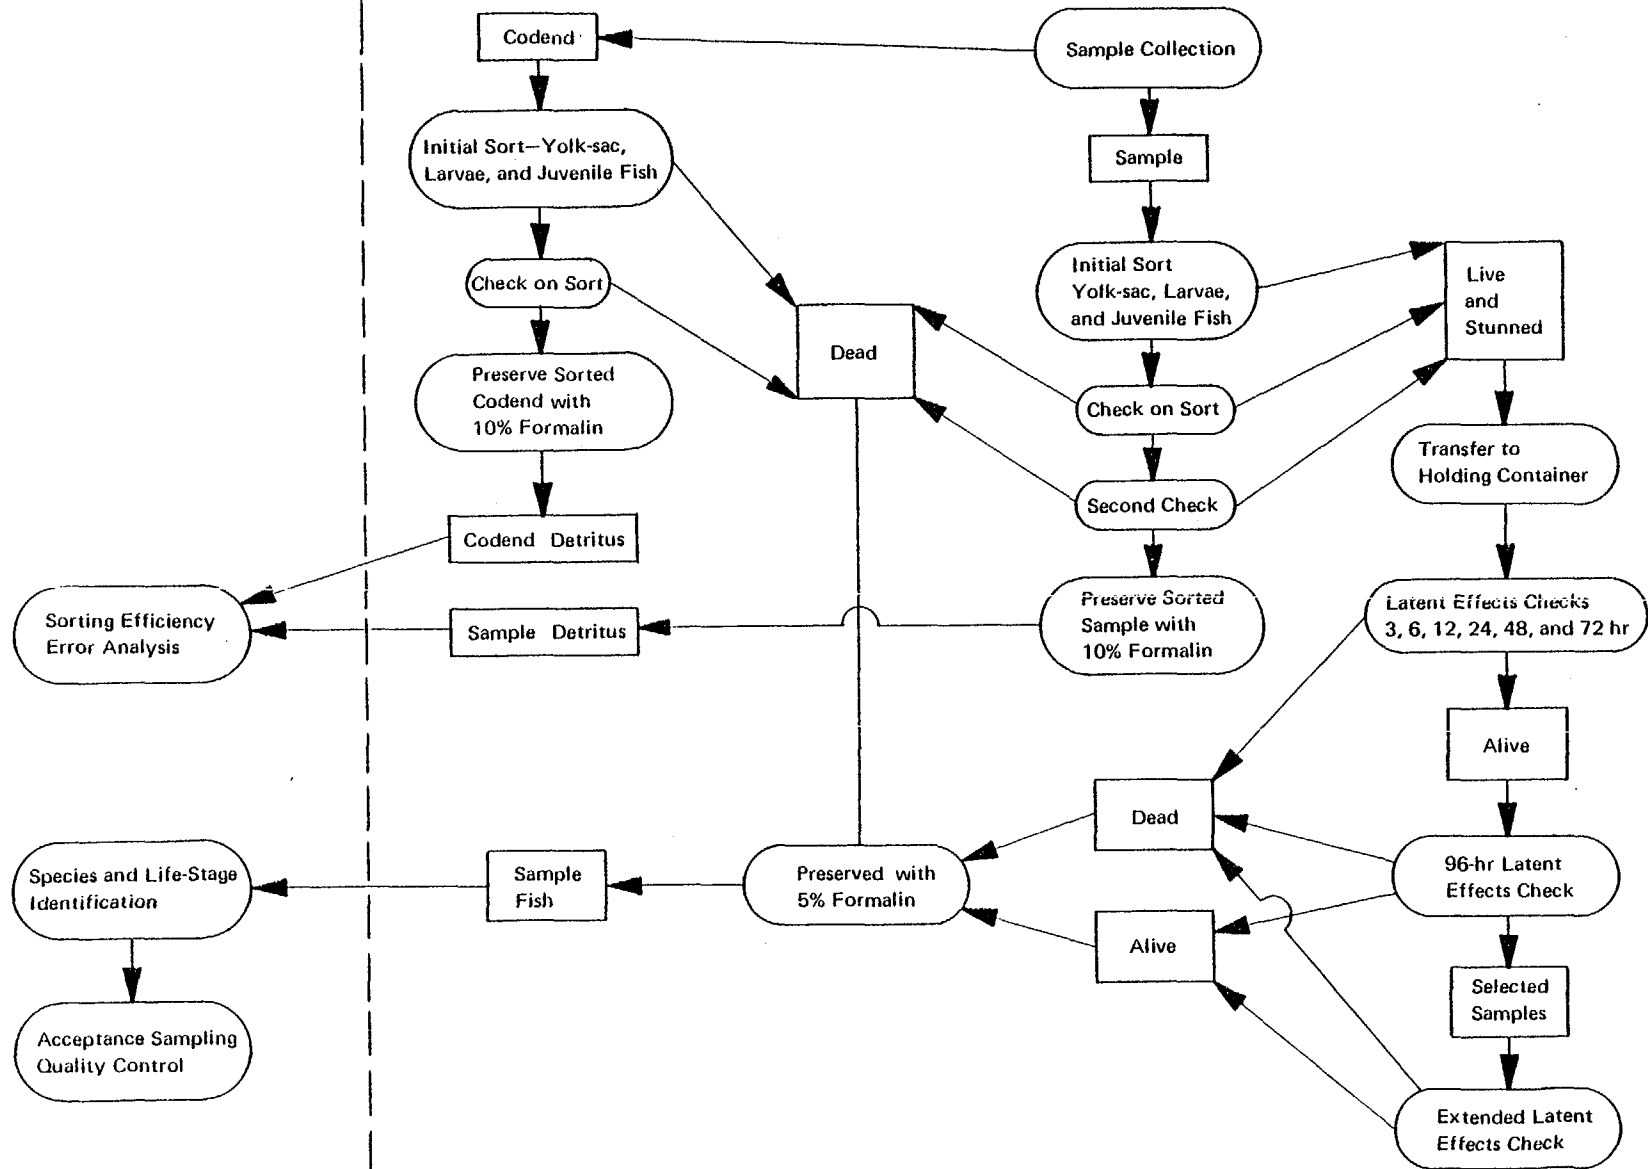 Codend
Sample Collection
Initial Sort—Yolk-sac,
Larvae, and Juvenile Fish
Sample
Check on Sort
Initial Sort
Yolk-sac, Larvae,
and Juvenile Fish
Live
and
Stunned
Dead
Preserve Sorted
Codend with
10% Formalin
Check on Sort
Transfer to
Holding Container
Second Check
Codend Detritus
Sorting Efficiency
Error Analysis
Sample Detritus
Preserve Sorted
Sample with
10% Formalin
Latent Effects Checks
3, 6, 12, 24, 48, and 72 hr
Alive
Dead
Species and Life-Stage
Identification
Sample
Fish
Preserved with
5% Formalin
96-hr Latent
Effects Check
Alive
Selected
Samples
Acceptance Sampling
Quality Control
Extended Latent
Effects Check